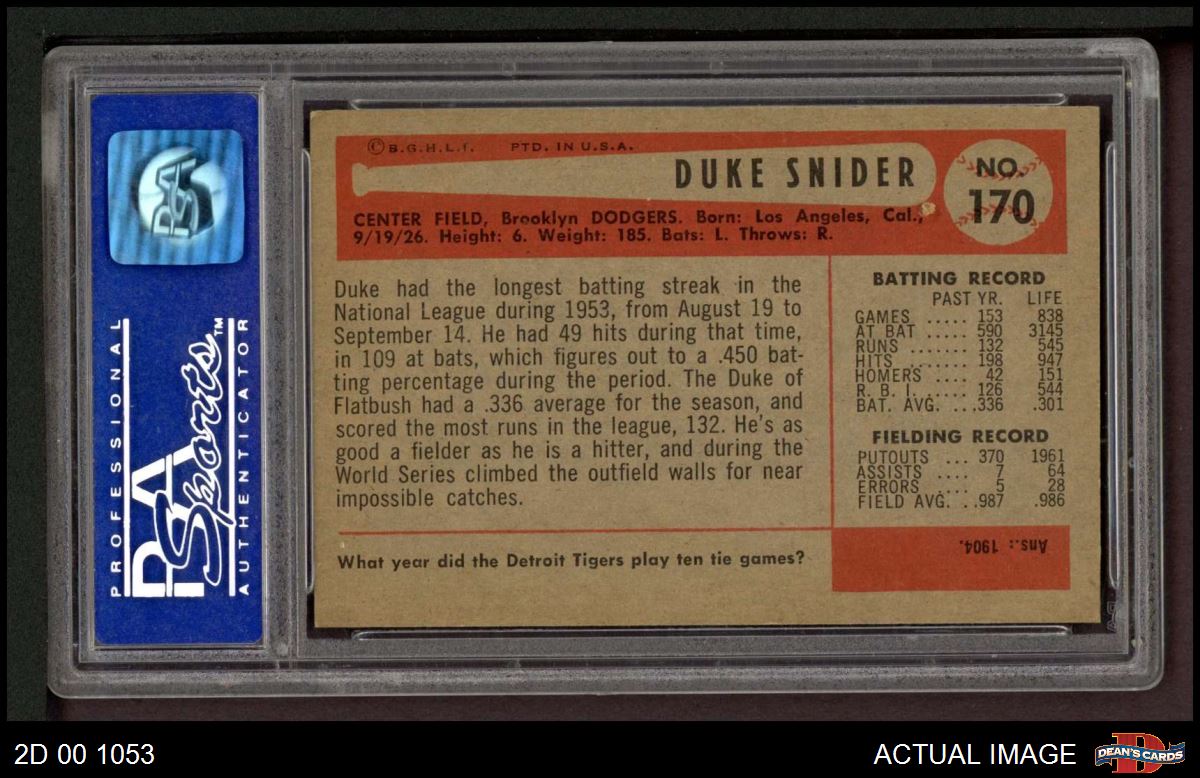 PSA
PROFESSIONAL
PSA Sports™
AUTHENTICATOR
©B.G.H.L.I. PTD. IN U.S.A.
DUKE SNIDER
NO.
170
CENTER FIELD, Brooklyn DODGERS. Born: Los Angeles, Cal.,
9/19/26. Height: 6. Weight: 185. Bats: L. Throws: R.
Duke had the longest batting streak in the
National League during 1953, from August 19 to
September 14. He had 49 hits during that time,
in 109 at bats, which figures out to a .450 bat-
ting percentage during the period. The Duke of
Flatbush had a .336 average for the season, and
scored the most runs in the league, 132. He's as
good a fielder as he is a hitter, and during the
World Series climbed the outfield walls for near
impossible catches.
What year did the Detroit Tigers play ten tie games?
BATTING RECORD
PAST YR. LIFE
GAMES ..... 153 838
AT BAT ..... 590 3145
RUNS ....... 132 545
HITS ....... 198 947
HOMERS .... 42 151
R. B. I. ..... 126 544
BAT. AVG. ...336 .301
FIELDING RECORD
PUTOUTS ... 370 1961
ASSISTS .... 7 64
ERRORS .... 5 28
FIELD AVG. ..987 .986
Ans.: 1904.
2D 00 1053
ACTUAL IMAGE
DEAN'S CARDS